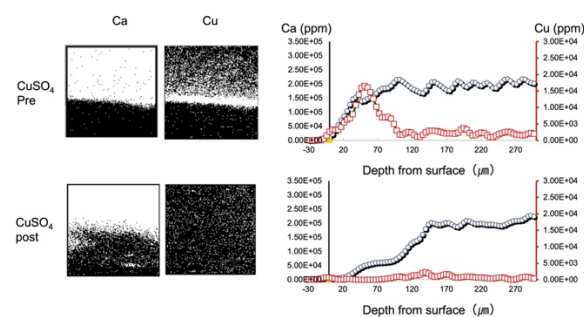 Ca
Cu
CuSO4
Pre
CuSO4
post
Ca (ppm)
Cu (ppm)
3.50E+05
3.00E+05
2.50E+05
2.00E+05
1.50E+05
1.00E+05
5.00E+04
0.00E+00
3.00E+04
2.50E+04
2.00E+04
1.50E+04
1.00E+04
5.00E+03
0.00E+00
-30 20 70 120 170 220 270
Depth from surface (μm)
3.50E+05
3.00E+05
2.50E+05
2.00E+05
1.50E+05
1.00E+05
5.00E+04
0.00E+00
3.00E+04
2.50E+04
2.00E+04
1.50E+04
1.00E+04
5.00E+03
0.00E+00
-30 20 70 120 170 220 270
Depth from surface (μm)